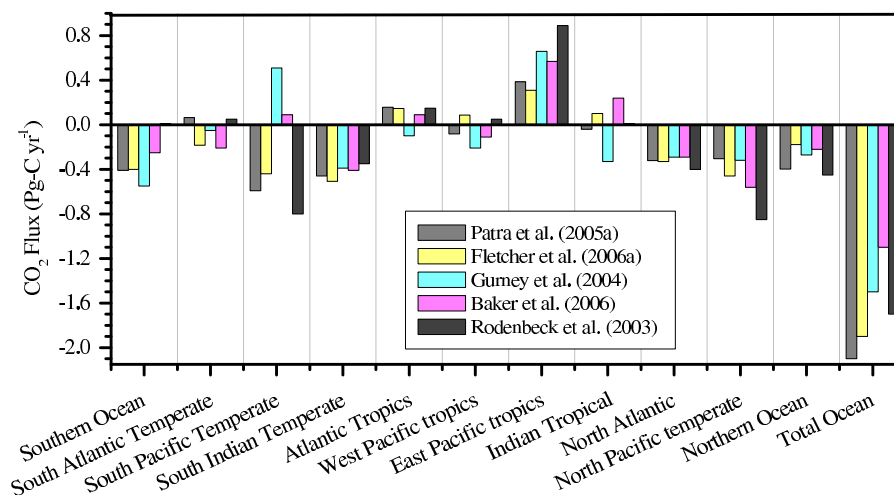 CO2 Flux (Pg-C yr-1)
0.8
0.4
0.0
-0.4
-0.8
-1.2
-1.6
-2.0
Patra et al. (2005a)
Fletcher et al. (2006a)
Gurney et al. (2004)
Baker et al. (2006)
Rodenbeck et al. (2003)
Southern Ocean
South Atlantic Temperate
South Pacific Temperate
South Indian Temperate
Atlantic Tropics
West Pacific tropics
East Pacific tropics
Indian Tropical
North Atlantic
North Pacific temperate
Northern Ocean
Total Ocean